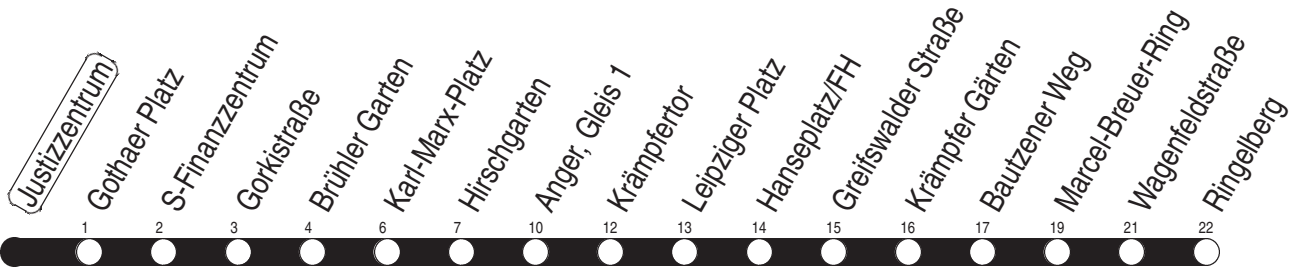 Justizzentrum
Gothaer Platz
S-Finanzzentrum
Gorkistraße
Brühler Garten
Karl-Marx-Platz
Hirschgarten
Anger, Gleis 1
Krämpfertor
Leipziger Platz
Hanseplatz/FH
Greifswalder Straße
Krämpfer Gärten
Bautzener Weg
Marcel-Breuer-Ring
Wagenfeldstraße
Ringelberg
1 2 3 4 6 7 10 12 13 14 15 16 17 19 21 22